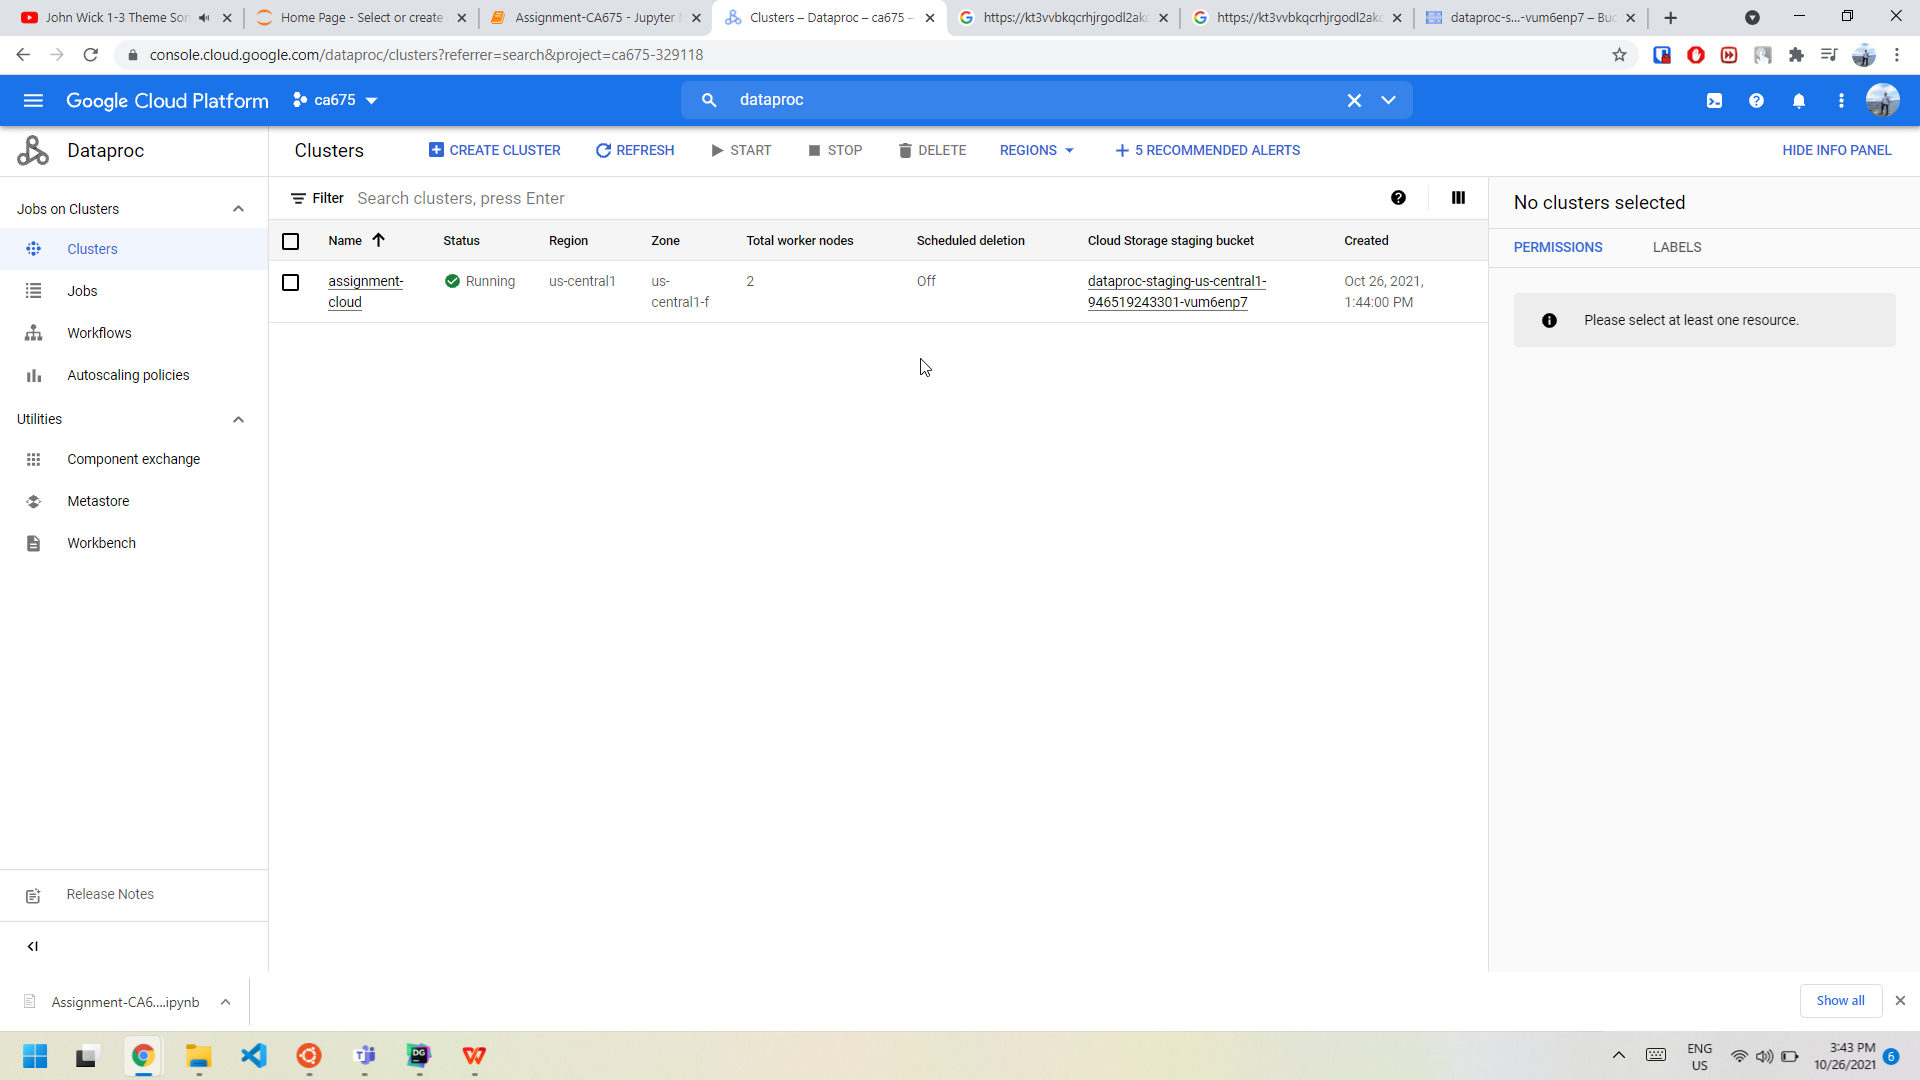 John Wick 1-3 Theme Son
Home Page - Select or create
Assignment-CA675 - Jupyter
Clusters – Dataproc – ca675 –
https://kt3vvbkqcrhjrgodl2akc
https://kt3vvbkqcrhjrgodl2akc
dataproc-s...-vum6enp7 – Buc
console.cloud.google.com/dataproc/clusters?referrer=search&project=ca675-329118
Google Cloud Platform
ca675
dataproc
Dataproc
Clusters
CREATE CLUSTER
REFRESH
START
STOP
DELETE
REGIONS
5 RECOMMENDED ALERTS
HIDE INFO PANEL
Jobs on Clusters
Clusters
Jobs
Workflows
Autoscaling policies
Utilities
Component exchange
Metastore
Workbench
Release Notes
Filter Search clusters, press Enter
Name Status Region Zone Total worker nodes Scheduled deletion Cloud Storage staging bucket Created
assignment- Running us-central1 us- 2 Off dataproc-staging-us-central1- Oct 26, 2021,
cloud central1-f 946519243301-vum6enp7 1:44:00 PM
No clusters selected
PERMISSIONS LABELS
Please select at least one resource.
Assignment-CA6....ipynb
Show all
DG
ENG
US
3:43 PM
10/26/2021
6